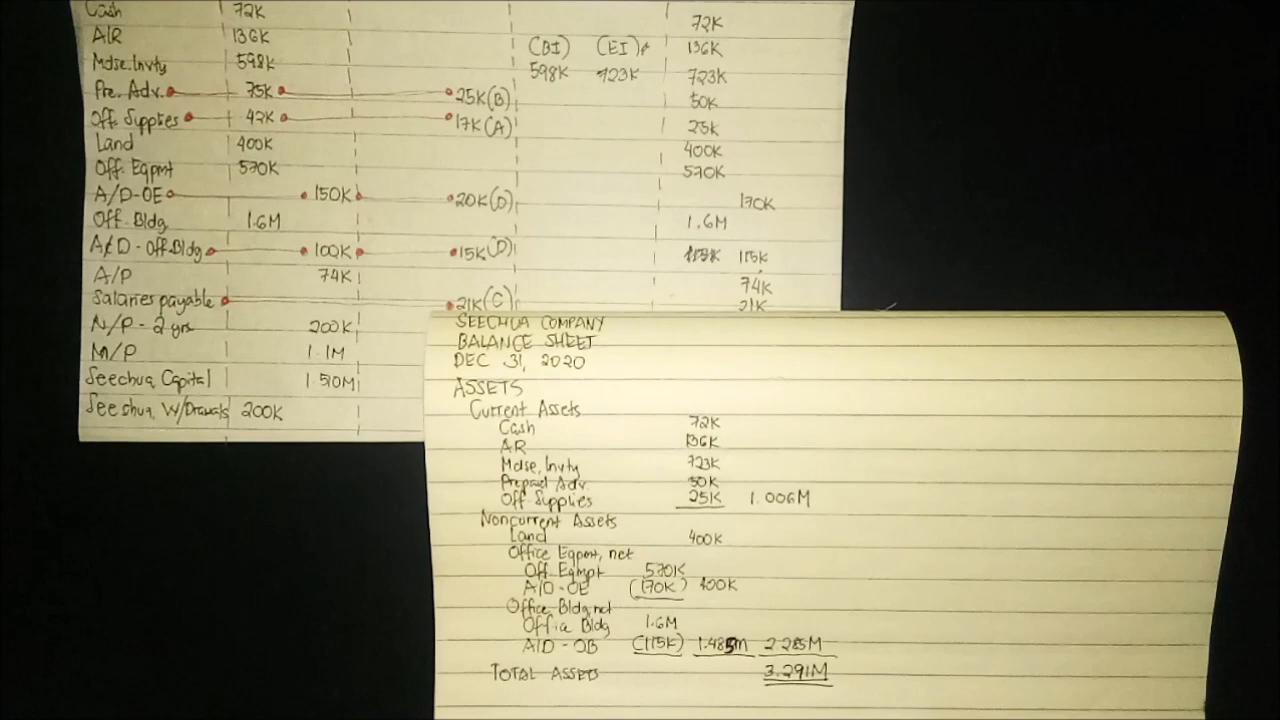 Cash 72K 72K
A/R 136K (BI) (EI) 136K
Mdse. Invty 598K 598K 723K 723K
Pre. Adv. 75K 25K(B) 50K
Off. Supplies 42K 17K(A) 25K
Land 400K 400K
Off. Eqpmt 570K 570K
A/D-OE 150K 20K(D) 170K
Off. Bldg 1.6M 1.6M
A/D - Off. Bldg 100K 15K(D) 115K 115K
A/P 74K 74K
Salaries payable 21K(C) 21K
N/P - 2 yrs 200K
M/P 1.1M
Seechua, Capital 1.510M
Seechua, W/Drawals 200K
SEECHUA COMPANY
BALANCE SHEET
DEC 31, 2020
ASSETS
Current Assets
Cash 72K
AR 136K
Mdse, Invty 723K
Prepaid Adv. 50K
Off Supplies 25K 1.006M
Noncurrent Assets
Land 400K
Office Eqpmt, net
Off. Eqmpt 570K
A/D-OE (170K) 400K
Office Bldg, net
Office Bldg 1.6M
A/D-OB (115K) 1.485M 2.285M
TOTAL ASSETS 3.291M